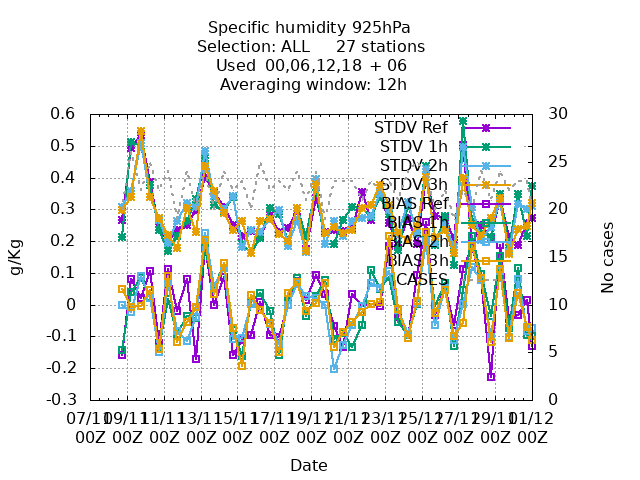 Specific humidity 925hPa
Selection: ALL     27 stations
Used  00,06,12,18  + 06
Averaging window: 12h
0.6
0.5
0.4
0.3
0.2
0.1
0
-0.1
-0.2
-0.3
g/Kg
30
25
20
15
10
5
0
No cases
STDV Ref
STDV 1h
STDV 2h
STDV 3h
BIAS Ref
BIAS 1h
BIAS 2h
BIAS 3h
CASES
07/11 09/11 11/11 13/11 15/11 17/11 19/11 21/11 23/11 25/11 27/11 29/11 01/12
00Z 00Z 00Z 00Z 00Z 00Z 00Z 00Z 00Z 00Z 00Z 00Z 00Z
Date